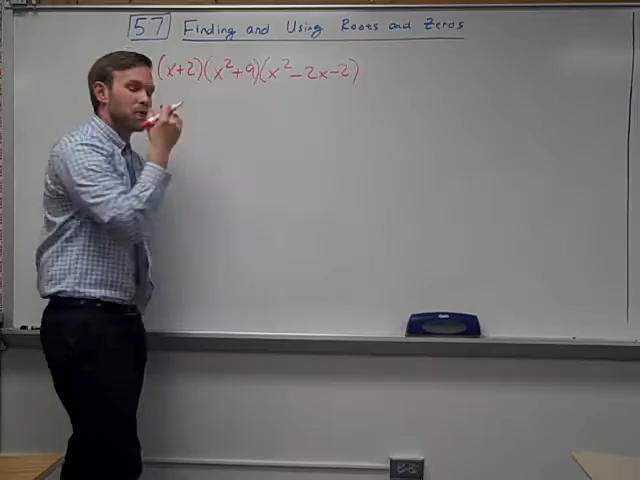 57 Finding and Using Roots and Zeros
(x+2)(x²+9)(x²-2x-2)